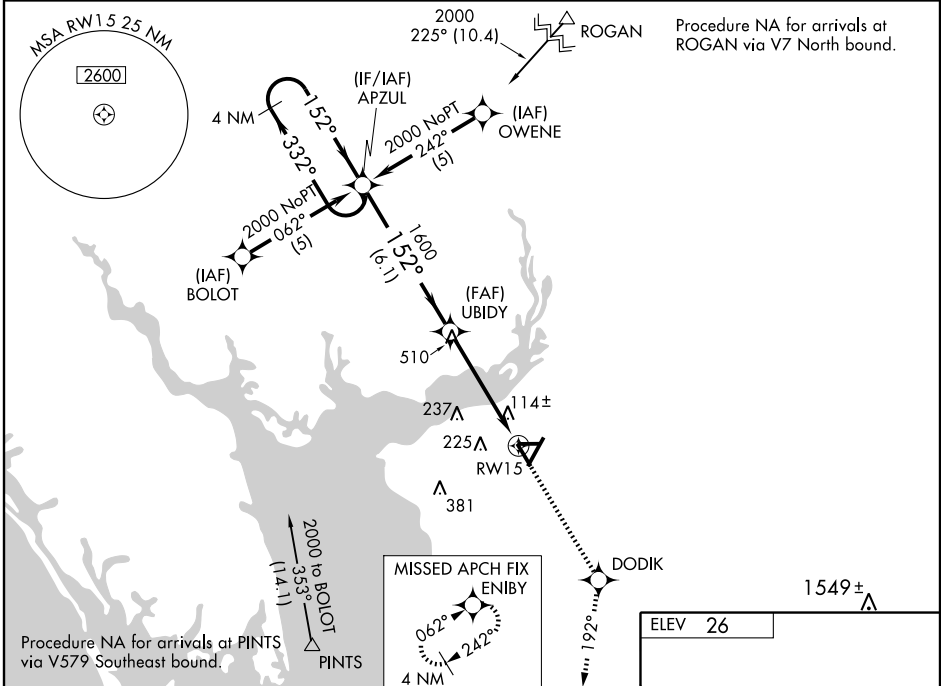 MSA RW15 25 NM
2600
2000
225° (10.4)
ROGAN
Procedure NA for arrivals at
ROGAN via V7 North bound.
(IF/IAF)
APZUL
4 NM
152°
332°
2000 NoPT
242°
(5)
(IAF)
OWENE
2000 NoPT
062°
(5)
(IAF)
BOLOT
1600
152°
(6.1)
(FAF)
UBIDY
510
237
114±
225
RW15
381
2000 to BOLOT
353°
(14.1)
PINTS
Procedure NA for arrivals at PINTS
via V579 Southeast bound.
MISSED APCH FIX
ENIBY
062°
242°
4 NM
DODIK
192°
1549±
ELEV 26